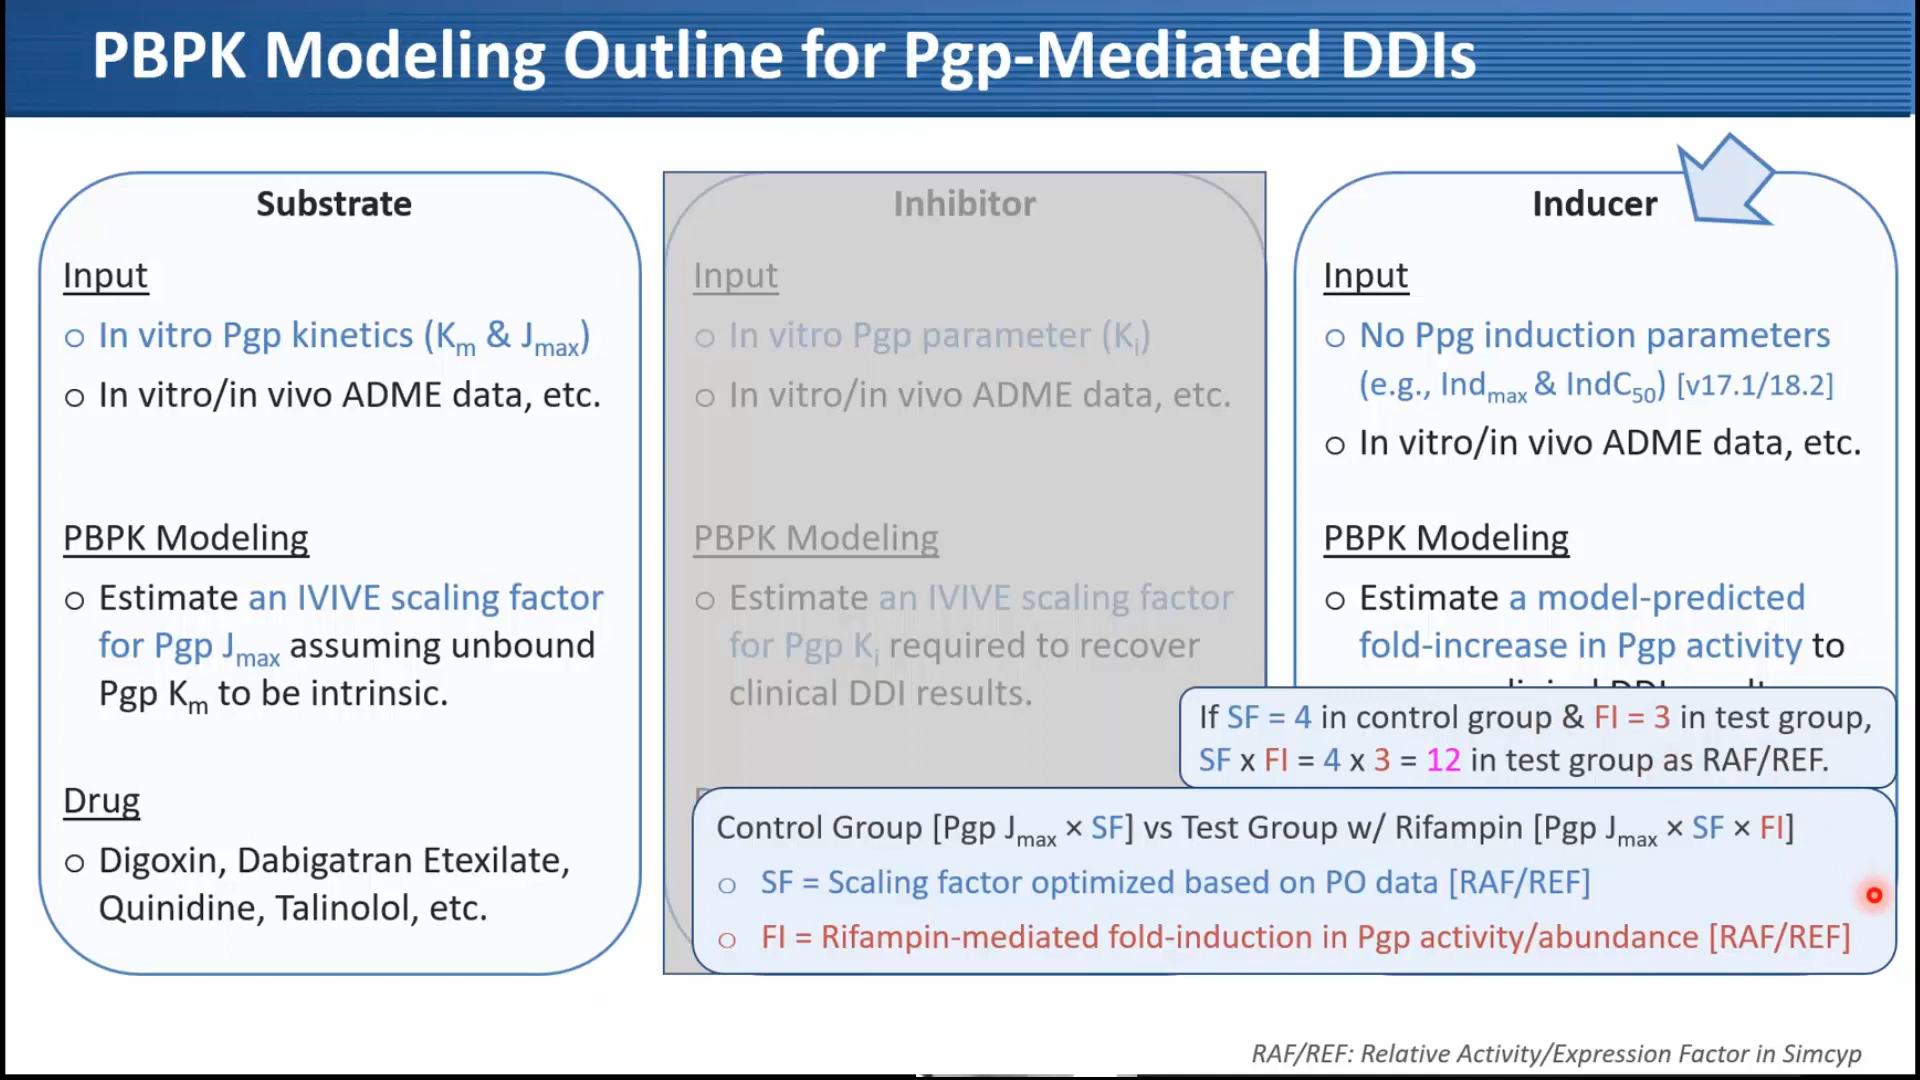 PBPK Modeling Outline for Pgp-Mediated DDIs
Substrate
Input
○ In vitro Pgp kinetics (Km & Jmax)
○ In vitro/in vivo ADME data, etc.
PBPK Modeling
○ Estimate an IVIVE scaling factor
for Pgp Jmax assuming unbound
Pgp Km to be intrinsic.
Drug
○ Digoxin, Dabigatran Etexilate,
Quinidine, Talinolol, etc.
Inhibitor
Input
○ In vitro Pgp parameter (Ki)
○ In vitro/in vivo ADME data, etc.
PBPK Modeling
○ Estimate an IVIVE scaling factor
for Pgp Ki required to recover
clinical DDI results.
Inducer
Input
○ No Ppg induction parameters
(e.g., Indmax & IndC50) [v17.1/18.2]
○ In vitro/in vivo ADME data, etc.
PBPK Modeling
○ Estimate a model-predicted
fold-increase in Pgp activity to
If SF = 4 in control group & FI = 3 in test group,
SF x FI = 4 x 3 = 12 in test group as RAF/REF.
Control Group [Pgp Jmax × SF] vs Test Group w/ Rifampin [Pgp Jmax × SF × FI]
○ SF = Scaling factor optimized based on PO data [RAF/REF]
○ FI = Rifampin-mediated fold-induction in Pgp activity/abundance [RAF/REF]
RAF/REF: Relative Activity/Expression Factor in Simcyp